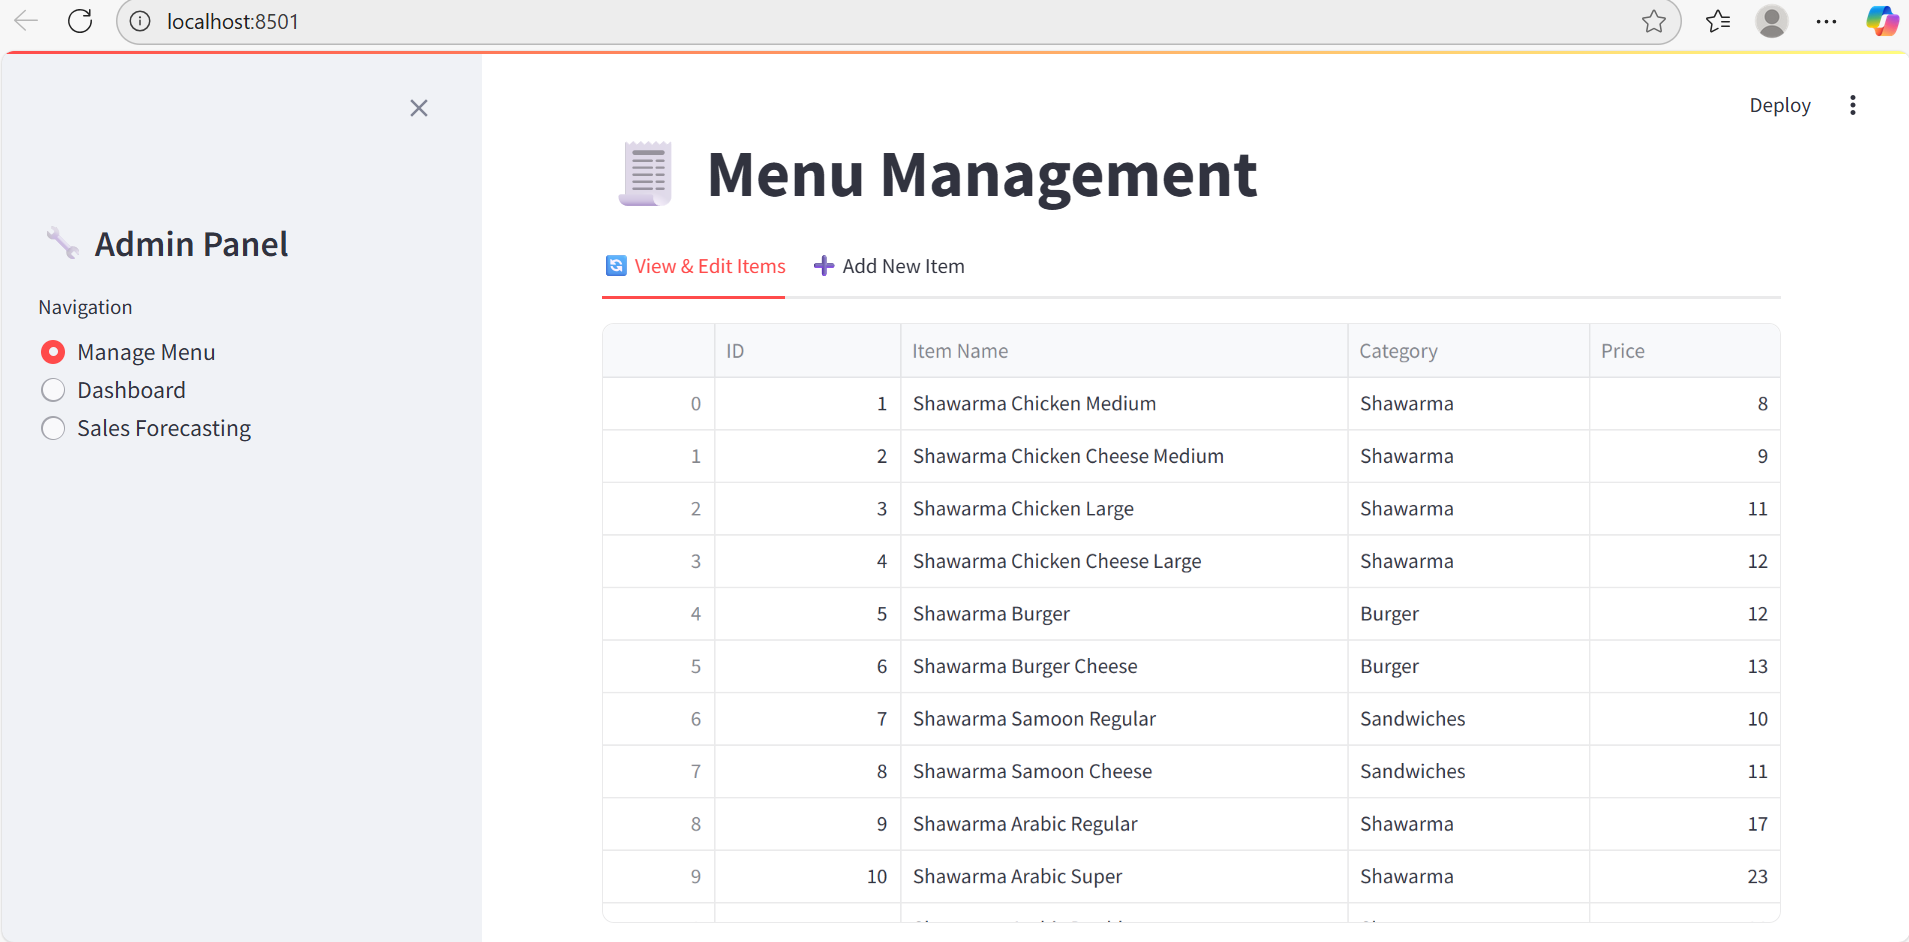 localhost:8501
Deploy
Menu Management
Admin Panel
View & Edit Items
Add New Item
Navigation
Manage Menu
Dashboard
Sales Forecasting
ID Item Name Category Price
0 1 Shawarma Chicken Medium Shawarma 8
1 2 Shawarma Chicken Cheese Medium Shawarma 9
2 3 Shawarma Chicken Large Shawarma 11
3 4 Shawarma Chicken Cheese Large Shawarma 12
4 5 Shawarma Burger Burger 12
5 6 Shawarma Burger Cheese Burger 13
6 7 Shawarma Samoon Regular Sandwiches 10
7 8 Shawarma Samoon Cheese Sandwiches 11
8 9 Shawarma Arabic Regular Shawarma 17
9 10 Shawarma Arabic Super Shawarma 23